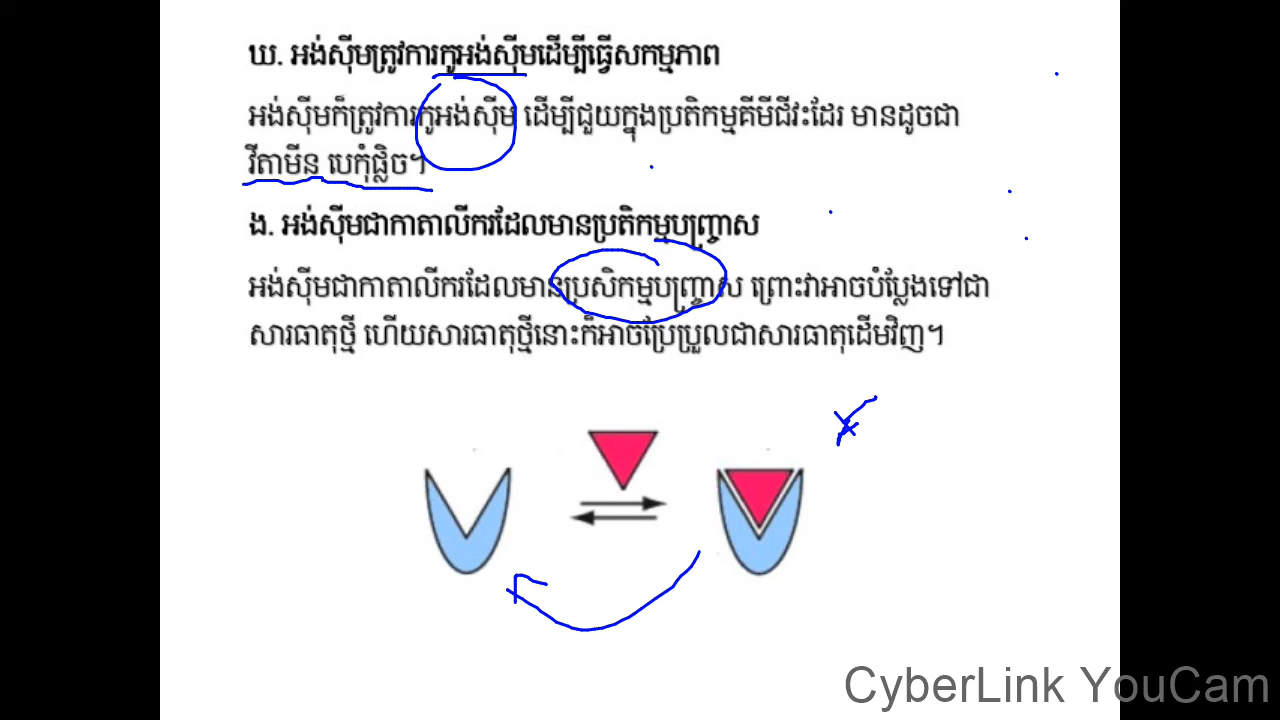 ឃ. អង់ស៊ីមត្រូវការកូអង់ស៊ីមដើម្បីធ្វើសកម្មភាព
អង់ស៊ីមក៏ត្រូវការកូអង់ស៊ីម ដើម្បីជួយក្នុងប្រតិកម្មគីមីជីវៈដែរ មានដូចជា
វីតាមីន បេកុំផ្លិច។
ង. អង់ស៊ីមជាកាតាលីករដែលមានប្រតិកម្មបញ្ច្រាស
អង់ស៊ីមជាកាតាលីករដែលមានប្រសិកម្មបញ្ច្រាស ព្រោះវាអាចបំប្លែងទៅជា
សារធាតុថ្មី ហើយសារធាតុថ្មីនោះក៏អាចប្រែប្រួលជាសារធាតុដើមវិញ។
CyberLink YouCam